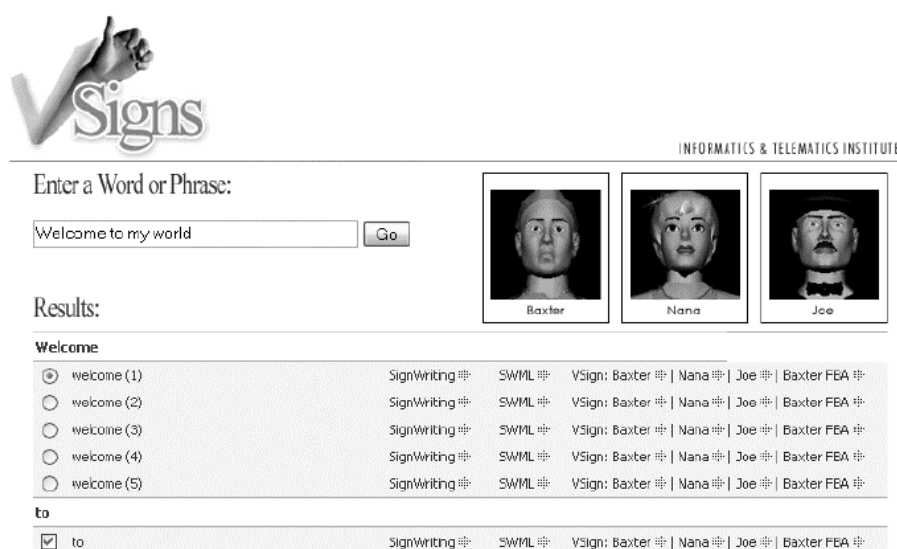 VSigns
INFORMATICS & TELEMATICS INSTITUTE
Enter a Word or Phrase:
Welcome to my world Go
Results:
Baxter Nana Joe
Welcome
welcome (1) SignWriting SWML VSign: Baxter | Nana | Joe | Baxter FBA
welcome (2) SignWriting SWML VSign: Baxter | Nana | Joe | Baxter FBA
welcome (3) SignWriting SWML VSign: Baxter | Nana | Joe | Baxter FBA
welcome (4) SignWriting SWML VSign: Baxter | Nana | Joe | Baxter FBA
welcome (5) SignWriting SWML VSign: Baxter | Nana | Joe | Baxter FBA
to
to SignWriting SWML VSign: Baxter | Nana | Joe | Baxter FBA